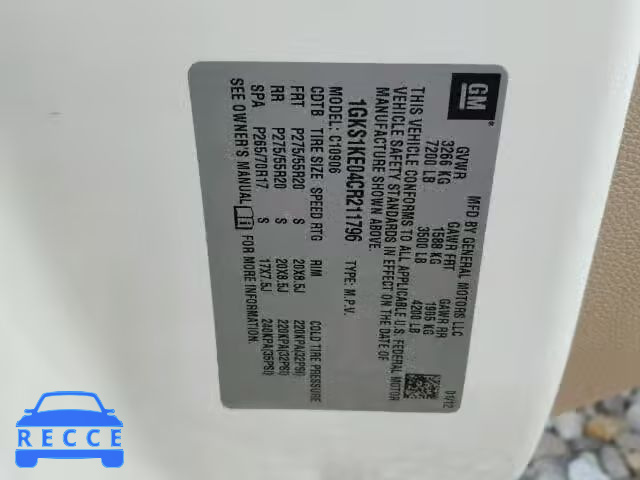 GM
MFD BY GENERAL MOTORS LLC
01/12
GVWR GAWR FRT GAWR RR
3266 KG 1588 KG 1905 KG
7200 LB 3500 LB 4200 LB
THIS VEHICLE CONFORMS TO ALL APPLICABLE U.S. FEDERAL MOTOR
VEHICLE SAFETY STANDARDS IN EFFECT ON THE DATE OF
MANUFACTURE SHOWN ABOVE.
1GKS1KE04CR211796 TYPE: M.P.V.
MODEL: C10906
CDTB TIRE SIZE SPEED RTG RIM COLD TIRE PRESSURE
FRT P275/55R20 S 20X8.5J 220KPA(32PSI)
RR P275/55R20 S 20X8.5J 220KPA(32PSI)
SPA P265/70R17 S 17X7.5J 240KPA(35PSI)
SEE OWNER'S MANUAL FOR MORE INFORMATION.
RECCE